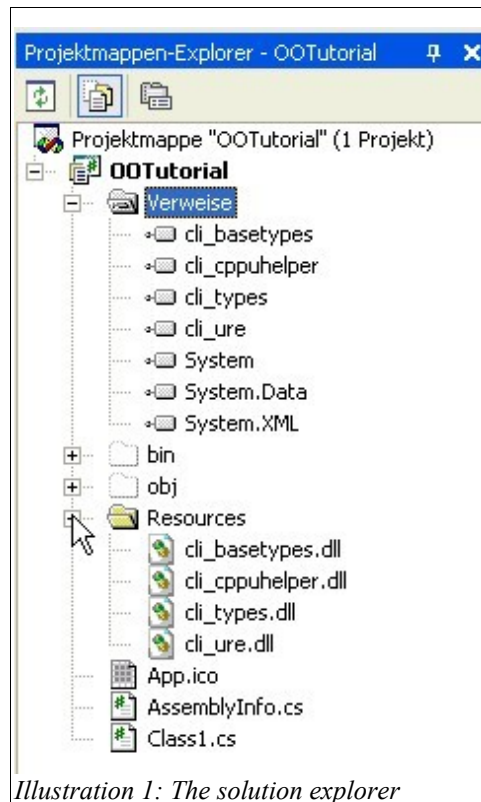 Projektmappen-Explorer - OOTutorial
Projektmappe "OOTutorial" (1 Projekt)
OOTutorial
Verweise
cli_basetypes
cli_cppuhelper
cli_types
cli_ure
System
System.Data
System.XML
bin
obj
Resources
cli_basetypes.dll
cli_cppuhelper.dll
cli_types.dll
cli_ure.dll
App.ico
AssemblyInfo.cs
Class1.cs
Illustration 1: The solution explorer